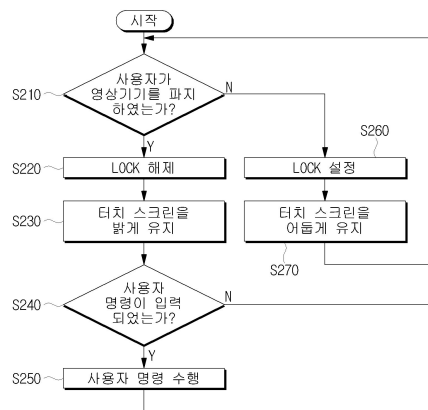 시작
S210
사용자가
영상기기를 파지
하였는가?
N
Y
S260
S220
LOCK 해제
LOCK 설정
S230
터치 스크린을
밝게 유지
터치 스크린을
어둡게 유지
S270
S240
사용자
명령이 입력
되었는가?
N
Y
S250
사용자 명령 수행